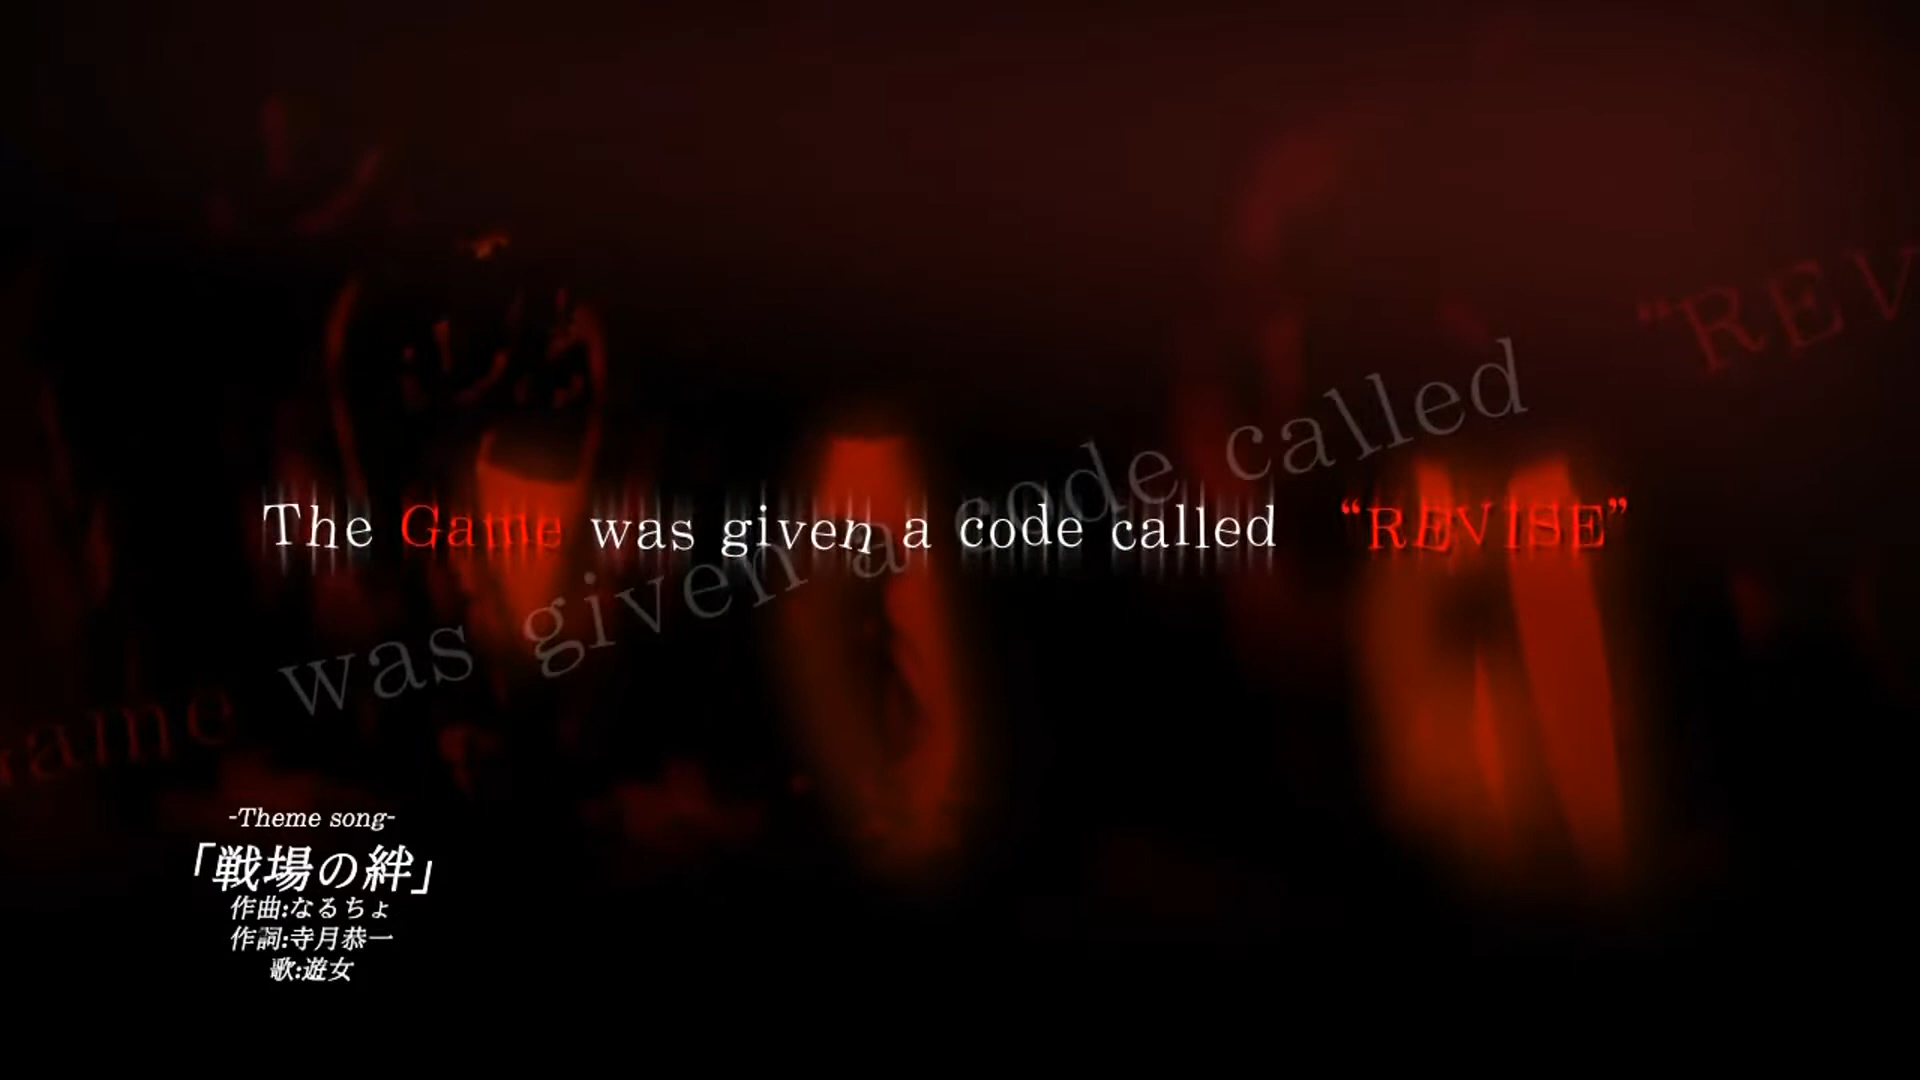 The Game was given a code called “REVISE”
Game was given a code called “REV
-Theme song-
「戦場の絆」
作曲:なるちょ
作詞:寺月恭一
歌:遊女